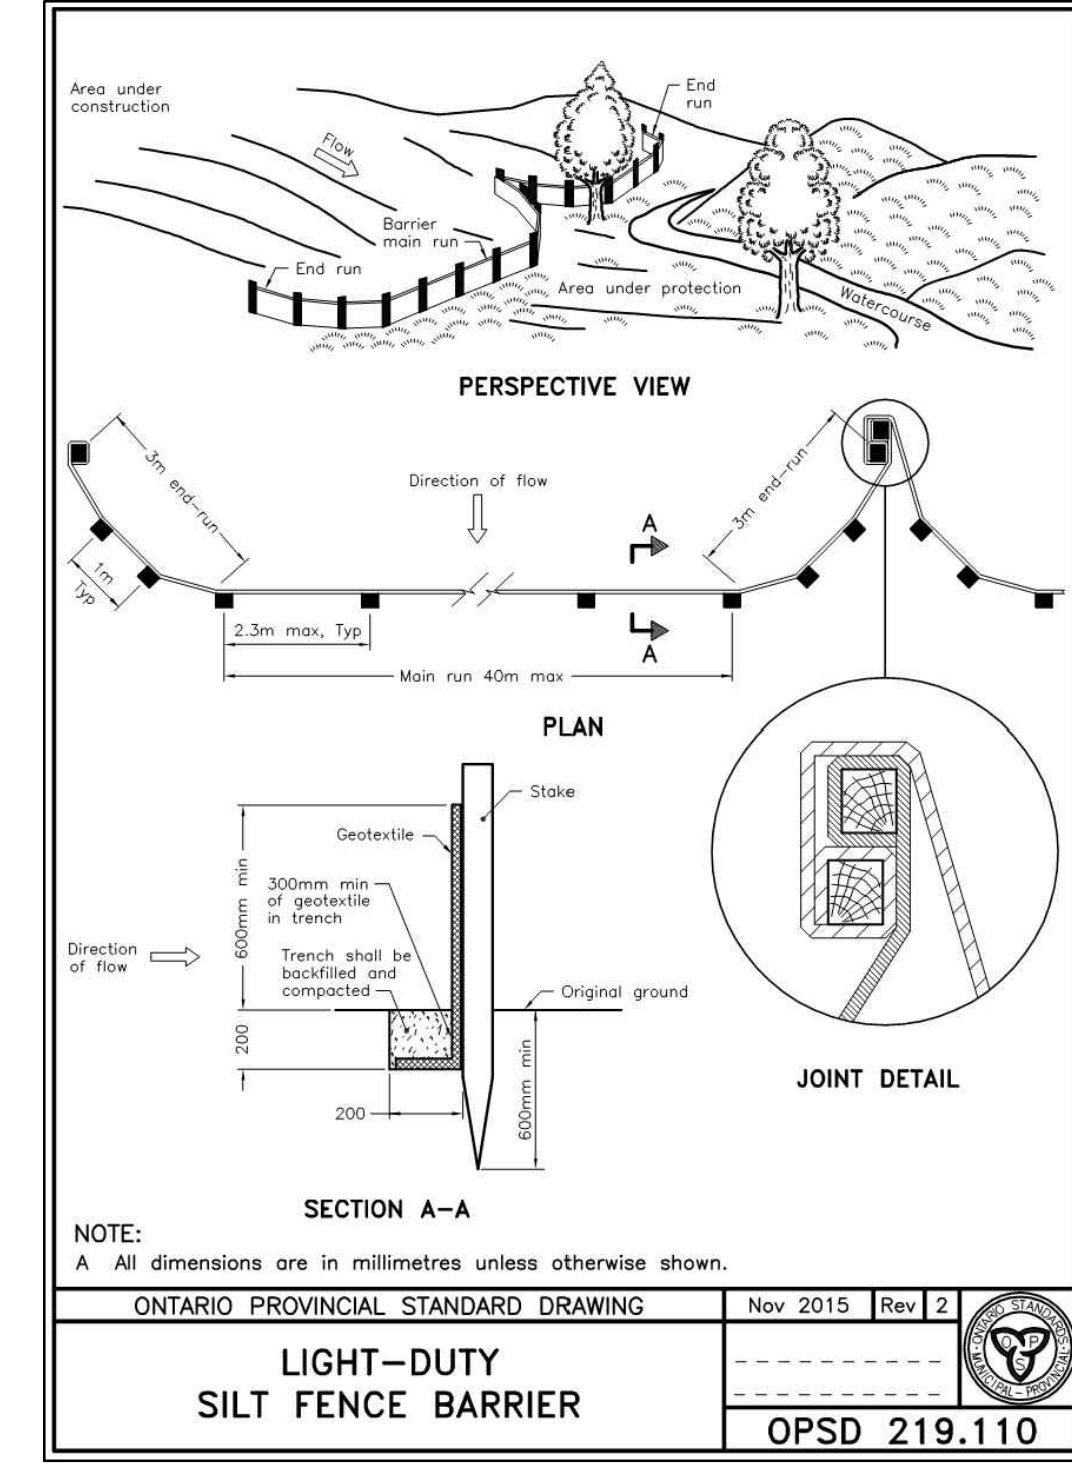 Area under
construction
Flow
End
run
Barrier
main run
End run
Area under protection
Watercourse
PERSPECTIVE VIEW
3m end-run
Direction of flow
3m end-run
A
1m
Typ
2.3m max, Typ
A
Main run 40m max
PLAN
Stake
Geotextile
600mm min
300mm min
of geotextile
in trench
Direction
of flow
Trench shall be
backfilled and
compacted
Original ground
200
600mm min
200
JOINT DETAIL
SECTION A-A
NOTE:
A All dimensions are in millimetres unless otherwise shown.
ONTARIO PROVINCIAL STANDARD DRAWING
Nov 2015 Rev 2
LIGHT-DUTY
SILT FENCE BARRIER
ONTARIO STANDARDS
MUNICIPAL - PROVINCIAL
O P
S
OPSD 219.110